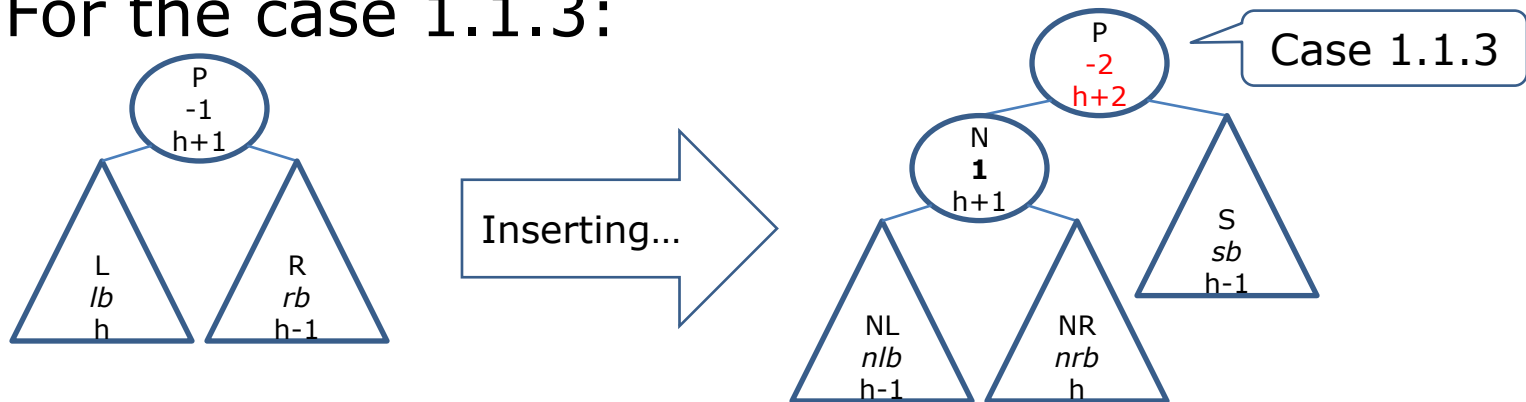 For the case 1.1.3:
P
-1
h+1
L
lb
h
R
rb
h-1
Inserting…
P
-2
h+2
Case 1.1.3
N
1
h+1
S
sb
h-1
NL
nlb
h-1
NR
nrb
h